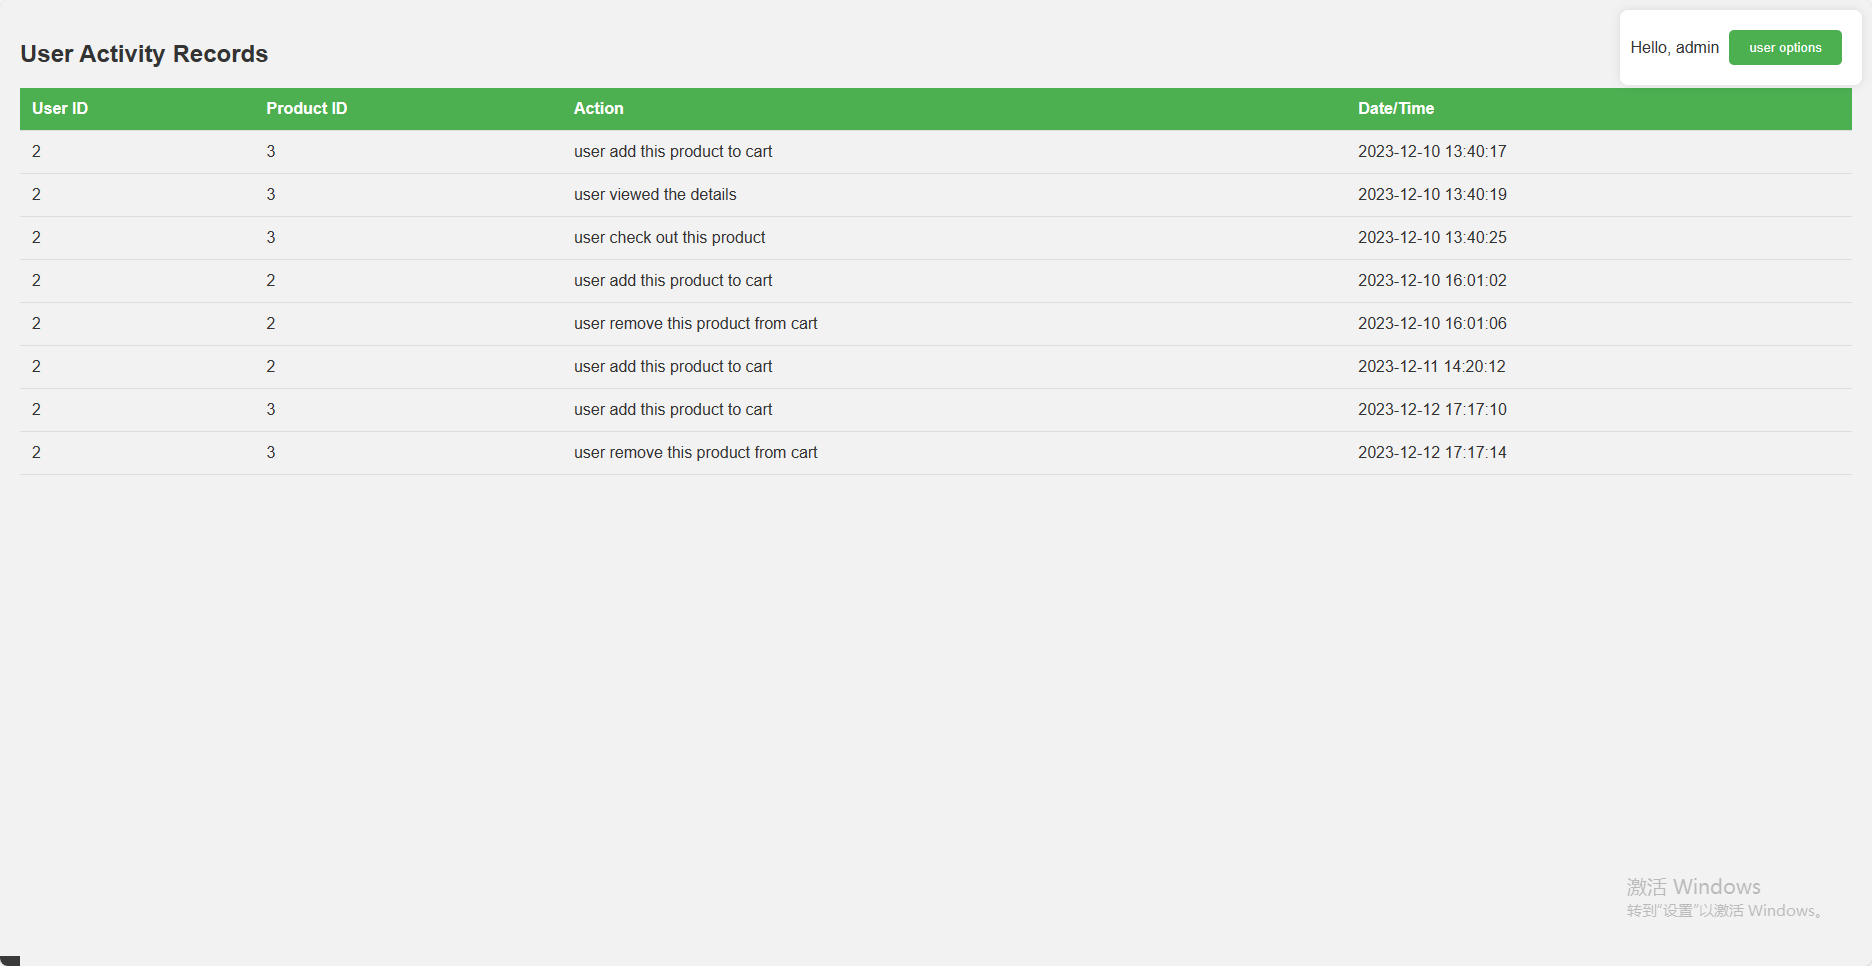 Hello, admin user options
User Activity Records
User ID Product ID Action Date/Time
2 3 user add this product to cart 2023-12-10 13:40:17
2 3 user viewed the details 2023-12-10 13:40:19
2 3 user check out this product 2023-12-10 13:40:25
2 2 user add this product to cart 2023-12-10 16:01:02
2 2 user remove this product from cart 2023-12-10 16:01:06
2 2 user add this product to cart 2023-12-11 14:20:12
2 3 user add this product to cart 2023-12-12 17:17:10
2 3 user remove this product from cart 2023-12-12 17:17:14
激活 Windows
转到“设置”以激活 Windows。